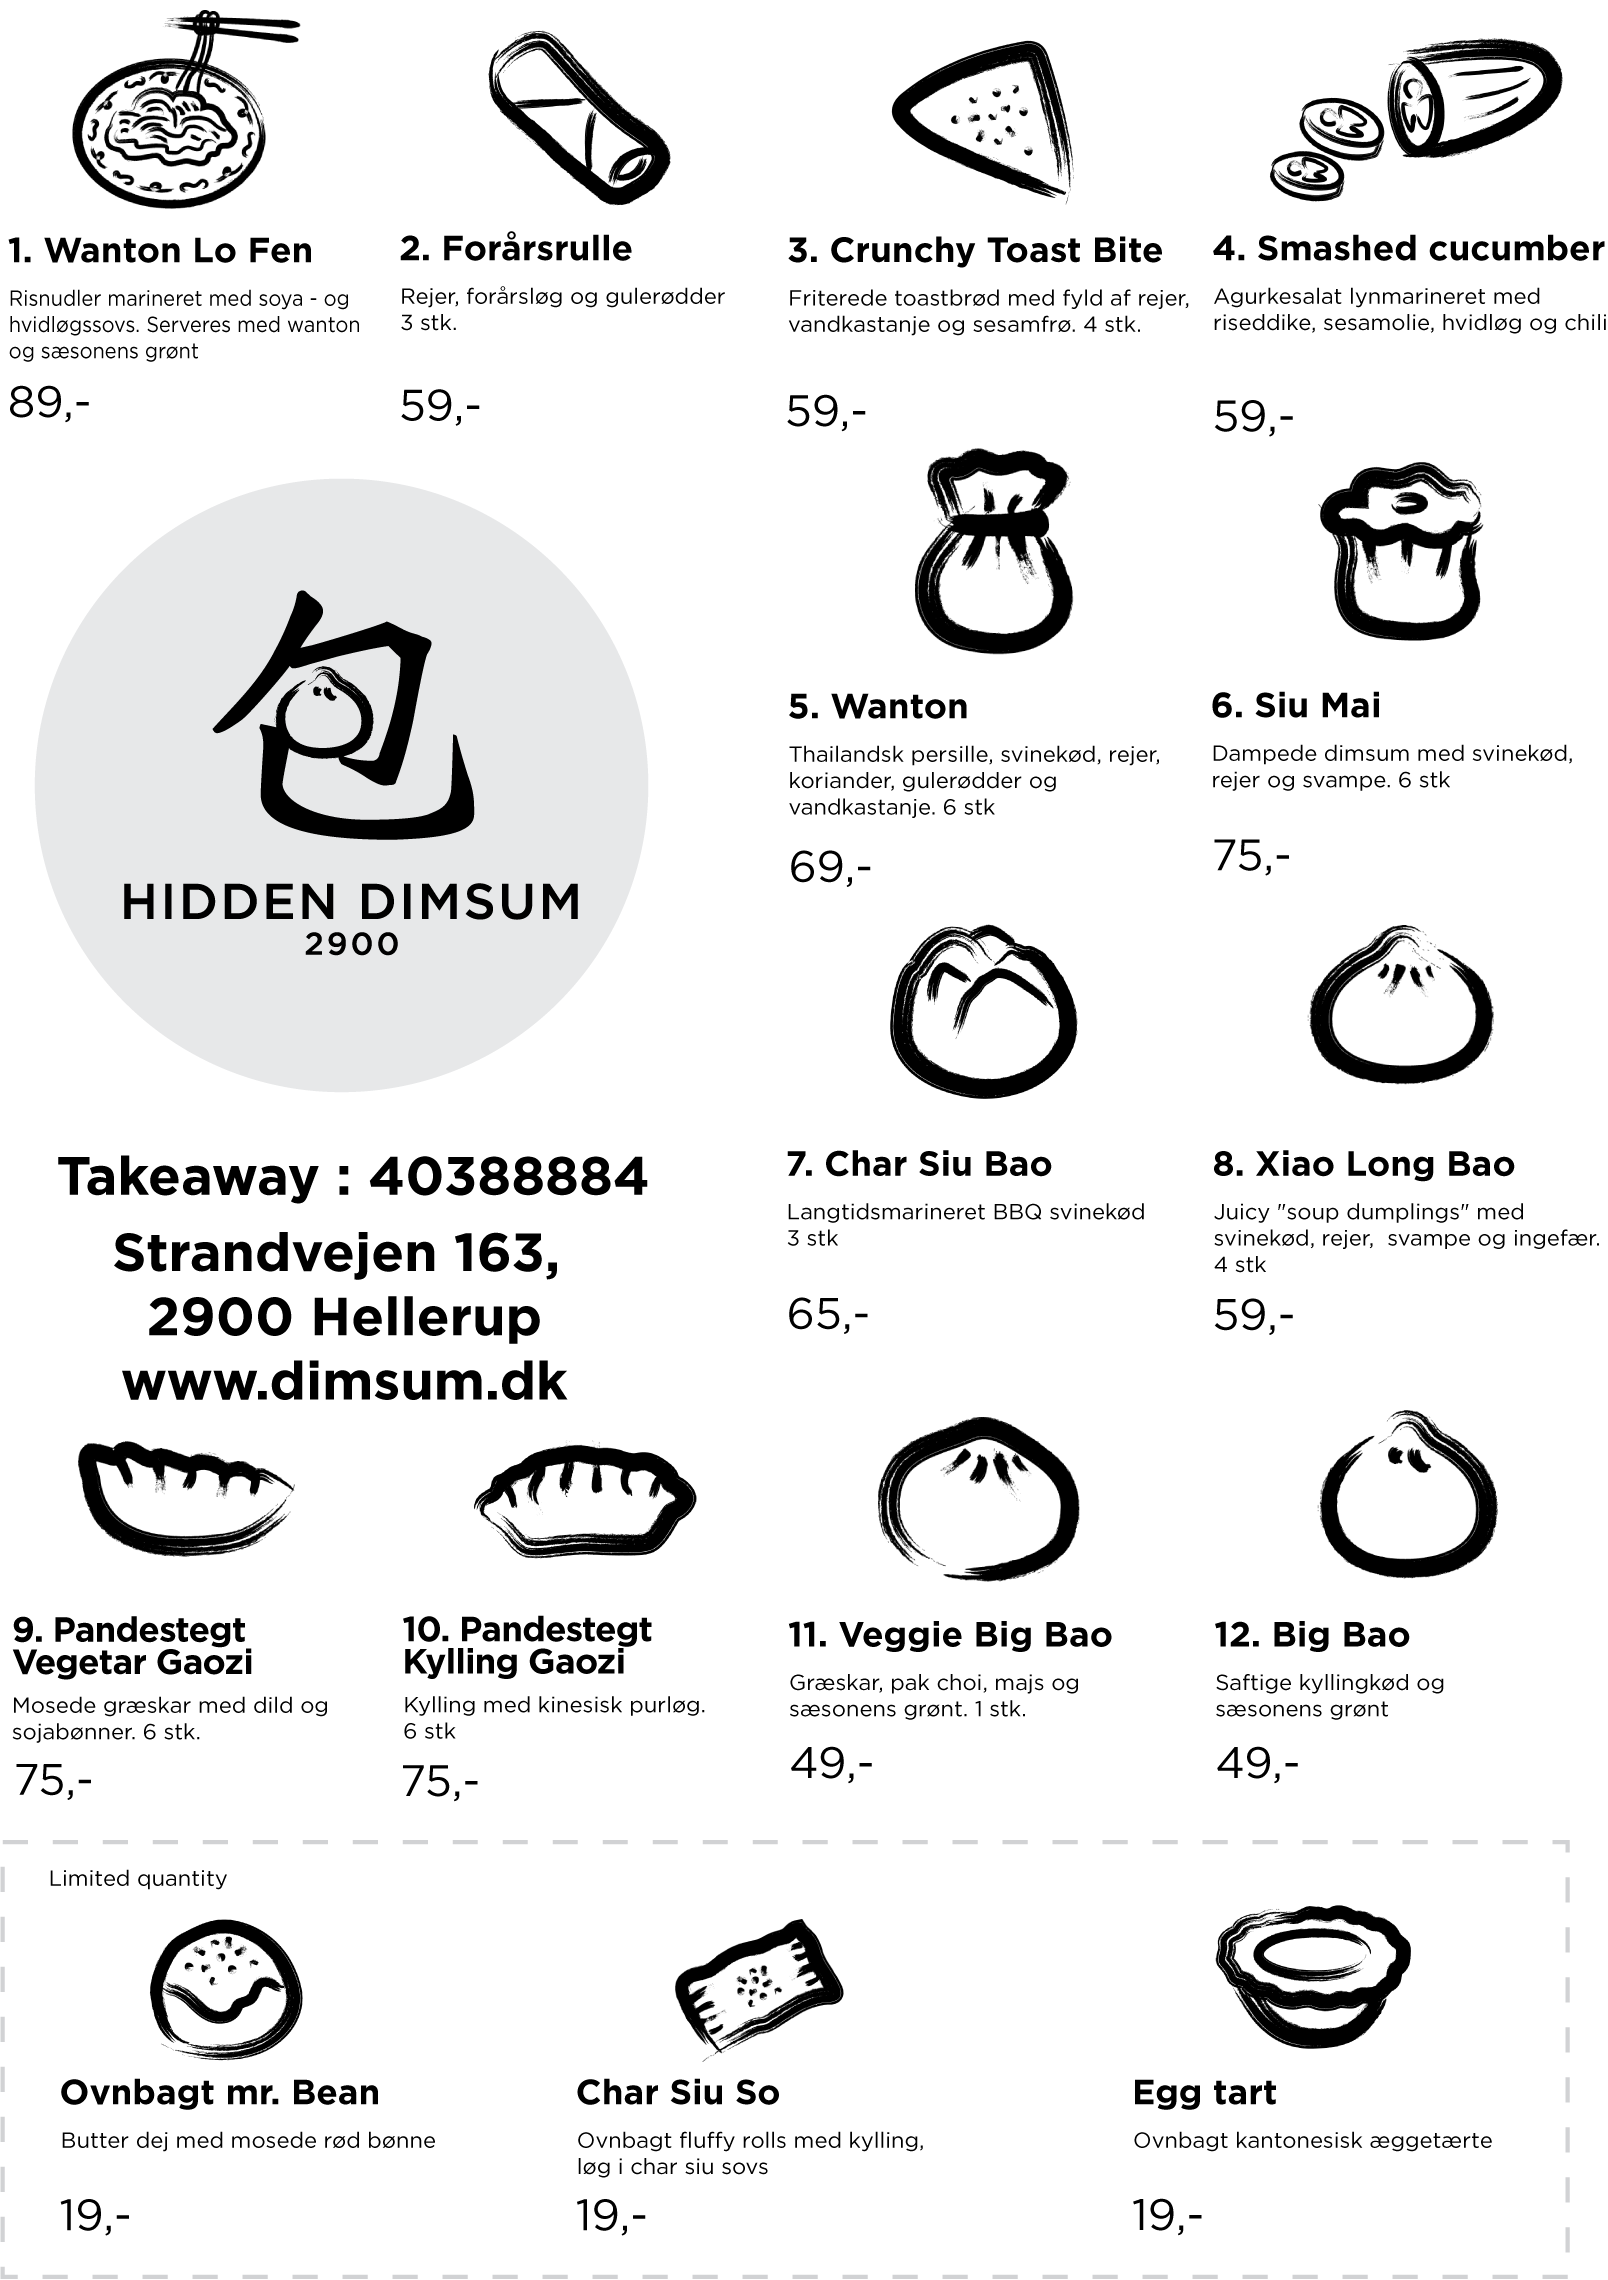 1. Wanton Lo Fen
Risnudler marineret med soya - og
hvidløgssovs. Serveres med wanton
og sæsonens grønt
89,-
2. Forårsrulle
Rejer, forårsløg og gulerødder
3 stk.
59,-
3. Crunchy Toast Bite
Friterede toastbrød med fyld af rejer,
vandkastanje og sesamfrø. 4 stk.
59,-
4. Smashed cucumber
Agurkesalat lynmarineret med
riseddike, sesamolie, hvidløg og chili
59,-
包
HIDDEN DIMSUM
2900
5. Wanton
Thailandsk persille, svinekød, rejer,
koriander, gulerødder og
vandkastanje. 6 stk
69,-
6. Siu Mai
Dampede dimsum med svinekød,
rejer og svampe. 6 stk
75,-
Takeaway : 40388884
Strandvejen 163,
2900 Hellerup
www.dimsum.dk
7. Char Siu Bao
Langtidsmarineret BBQ svinekød
3 stk
65,-
8. Xiao Long Bao
Juicy "soup dumplings" med
svinekød, rejer,  svampe og ingefær.
4 stk
59,-
9. Pandestegt
Vegetar Gaozi
Mosede græskar med dild og
sojabønner. 6 stk.
75,-
10. Pandestegt
Kylling Gaozi
Kylling med kinesisk purløg.
6 stk
75,-
11. Veggie Big Bao
Græskar, pak choi, majs og
sæsonens grønt. 1 stk.
49,-
12. Big Bao
Saftige kyllingkød og
sæsonens grønt
49,-
Limited quantity
Ovnbagt mr. Bean
Butter dej med mosede rød bønne
19,-
Char Siu So
Ovnbagt fluffy rolls med kylling,
løg i char siu sovs
19,-
Egg tart
Ovnbagt kantonesisk æggetærte
19,-